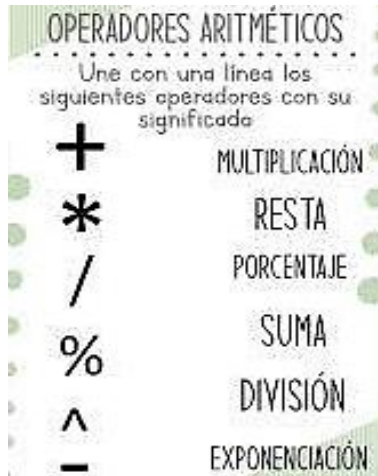 OPERADORES ARITMÉTICOS
Une con una línea los
siguientes operadores con su
significado
+ MULTIPLICACIÓN
* RESTA
/ PORCENTAJE
% SUMA
^ DIVISIÓN
- EXPONENCIACIÓN